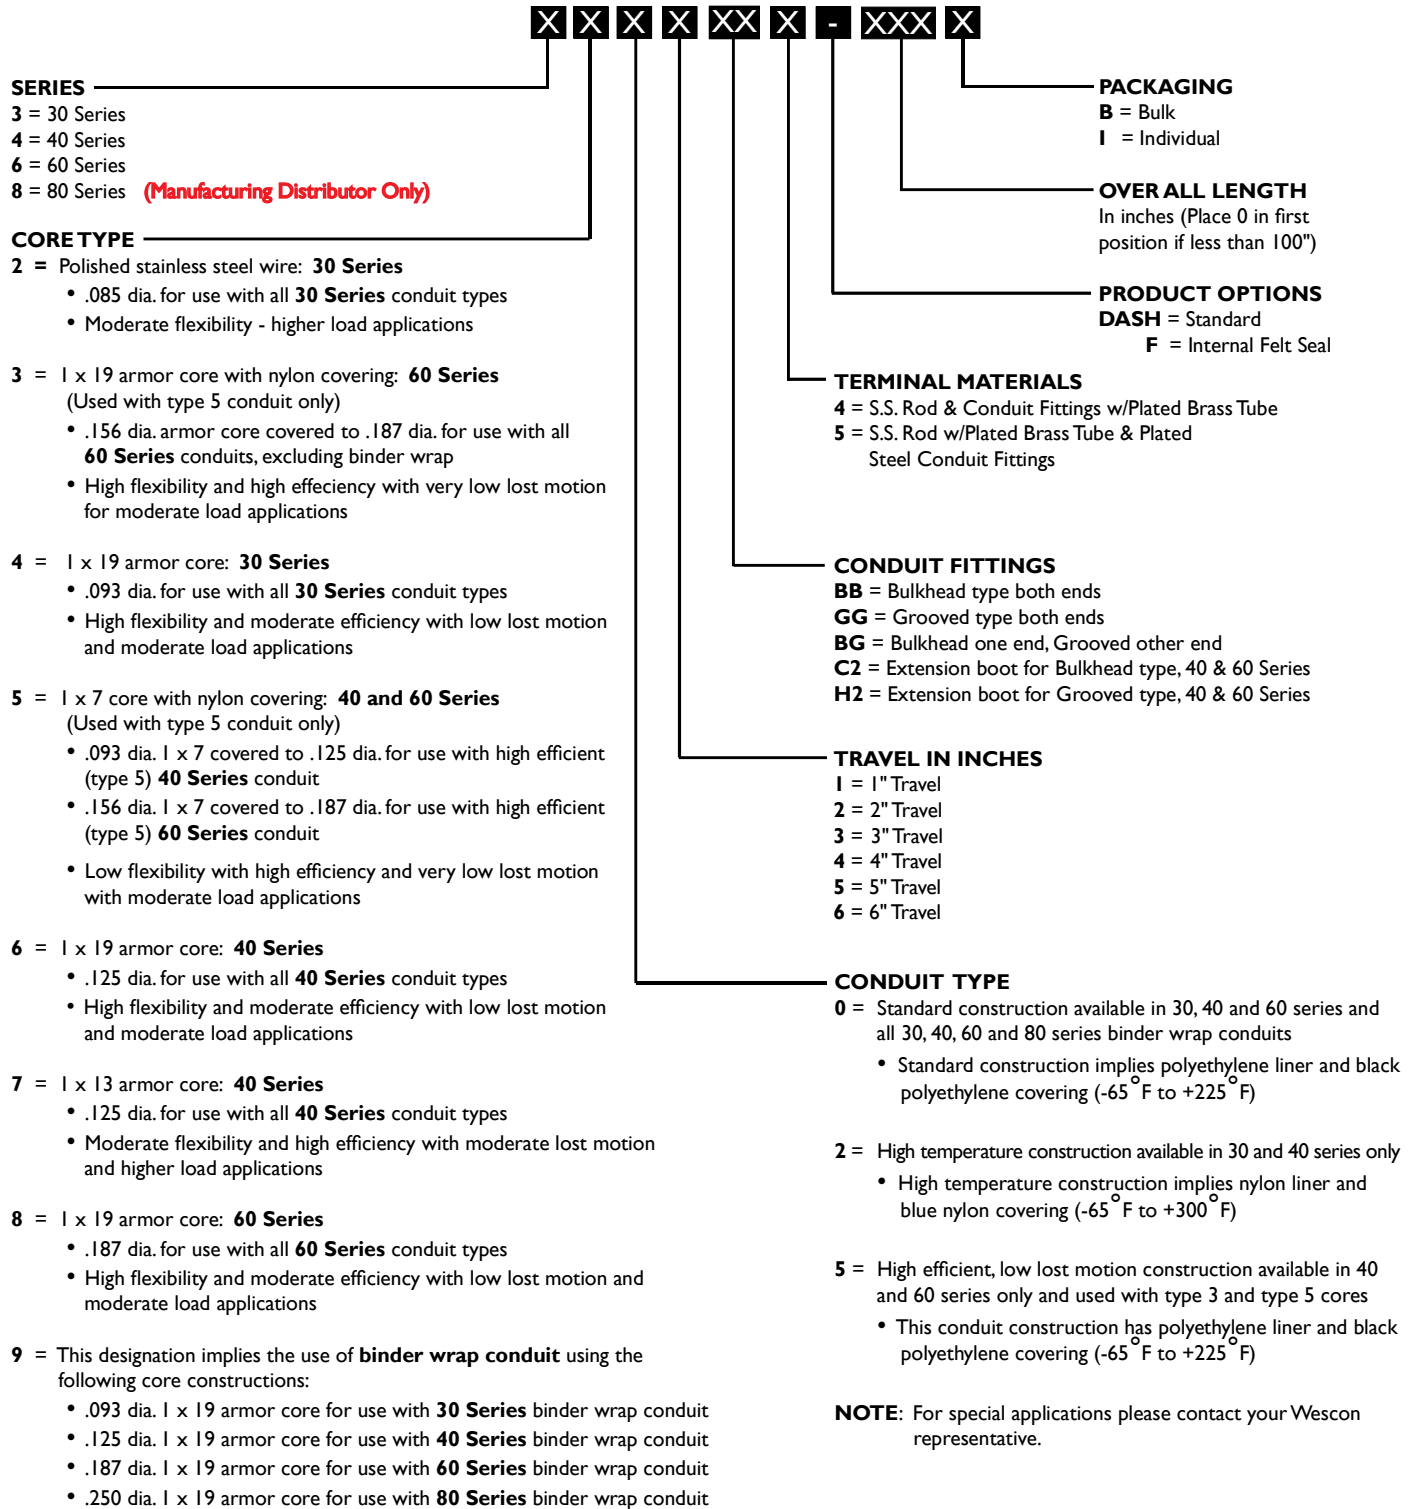 X X X X XX X - XXX X
SERIES
3 = 30 Series
4 = 40 Series
6 = 60 Series
8 = 80 Series (Manufacturing Distributor Only)
CORE TYPE
2 = Polished stainless steel wire: 30 Series
• .085 dia. for use with all 30 Series conduit types
• Moderate flexibility - higher load applications
3 = 1 x 19 armor core with nylon covering: 60 Series
(Used with type 5 conduit only)
• .156 dia. armor core covered to .187 dia. for use with all
60 Series conduits, excluding binder wrap
• High flexibility and high effeciency with very low lost motion
for moderate load applications
4 = 1 x 19 armor core: 30 Series
• .093 dia. for use with all 30 Series conduit types
• High flexibility and moderate efficiency with low lost motion
and moderate load applications
5 = 1 x 7 core with nylon covering: 40 and 60 Series
(Used with type 5 conduit only)
• .093 dia. 1 x 7 covered to .125 dia. for use with high efficient
(type 5) 40 Series conduit
• .156 dia. 1 x 7 covered to .187 dia. for use with high efficient
(type 5) 60 Series conduit
• Low flexibility with high efficiency and very low lost motion
with moderate load applications
6 = 1 x 19 armor core: 40 Series
• .125 dia. for use with all 40 Series conduit types
• High flexibility and moderate efficiency with low lost motion
and moderate load applications
7 = 1 x 13 armor core: 40 Series
• .125 dia. for use with all 40 Series conduit types
• Moderate flexibility and high efficiency with moderate lost motion
and higher load applications
8 = 1 x 19 armor core: 60 Series
• .187 dia. for use with all 60 Series conduit types
• High flexibility and moderate efficiency with low lost motion and
moderate load applications
9 = This designation implies the use of binder wrap conduit using the
following core constructions:
• .093 dia. 1 x 19 armor core for use with 30 Series binder wrap conduit
• .125 dia. 1 x 19 armor core for use with 40 Series binder wrap conduit
• .187 dia. 1 x 19 armor core for use with 60 Series binder wrap conduit
• .250 dia. 1 x 19 armor core for use with 80 Series binder wrap conduit
PACKAGING
B = Bulk
I = Individual
OVER ALL LENGTH
In inches (Place 0 in first
position if less than 100")
PRODUCT OPTIONS
DASH = Standard
F = Internal Felt Seal
TERMINAL MATERIALS
4 = S.S. Rod & Conduit Fittings w/Plated Brass Tube
5 = S.S. Rod w/Plated Brass Tube & Plated
Steel Conduit Fittings
CONDUIT FITTINGS
BB = Bulkhead type both ends
GG = Grooved type both ends
BG = Bulkhead one end, Grooved other end
C2 = Extension boot for Bulkhead type, 40 & 60 Series
H2 = Extension boot for Grooved type, 40 & 60 Series
TRAVEL IN INCHES
1 = 1" Travel
2 = 2" Travel
3 = 3" Travel
4 = 4" Travel
5 = 5" Travel
6 = 6" Travel
CONDUIT TYPE
0 = Standard construction available in 30, 40 and 60 series and
all 30, 40, 60 and 80 series binder wrap conduits
• Standard construction implies polyethylene liner and black
polyethylene covering (-65°F to +225°F)
2 = High temperature construction available in 30 and 40 series only
• High temperature construction implies nylon liner and
blue nylon covering (-65°F to +300°F)
5 = High efficient, low lost motion construction available in 40
and 60 series only and used with type 3 and type 5 cores
• This conduit construction has polyethylene liner and black
polyethylene covering (-65°F to +225°F)
NOTE: For special applications please contact your Wescon
representative.